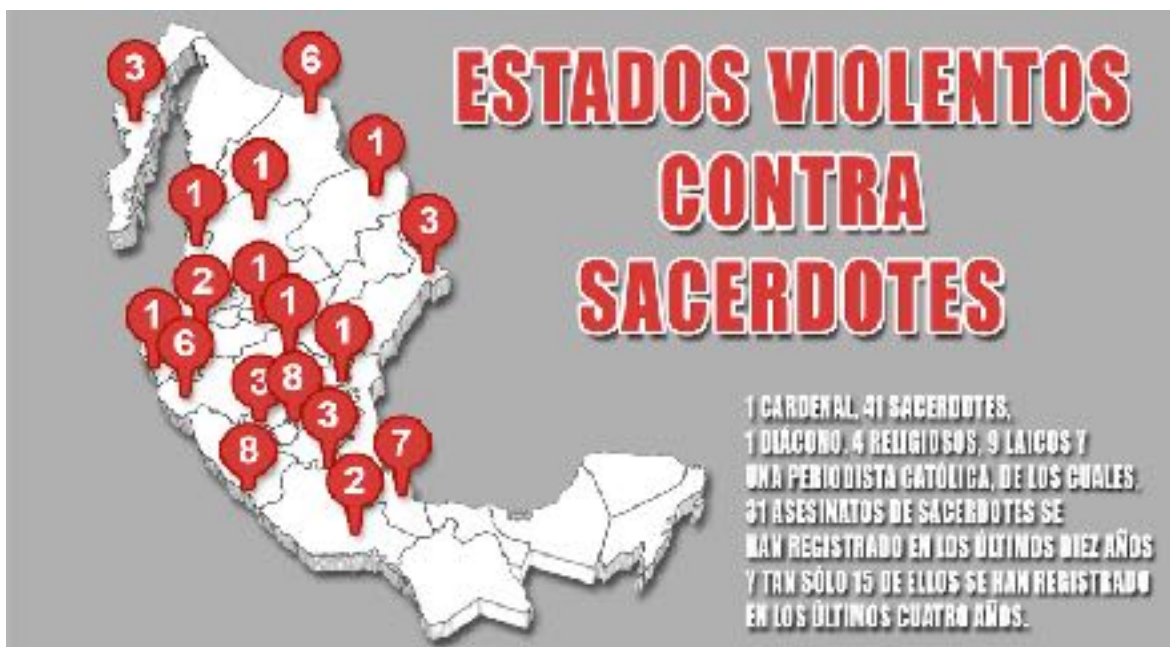 3
6
1
1
1
3
2
1
1
1
1
6
3
8
3
8
7
2
ESTADOS VIOLENTOS
CONTRA
SACERDOTES
1 CARDENAL, 41 SACERDOTES,
1 DIÁCONO, 4 RELIGIOSOS, 9 LAICOS Y
UNA PERIODISTA CATÓLICA, DE LOS CUALES,
31 ASESINATOS DE SACERDOTES SE
HAN REGISTRADO EN LOS ÚLTIMOS DIEZ AÑOS
Y TAN SÓLO 15 DE ELLOS SE HAN REGISTRADO
EN LOS ÚLTIMOS CUATRO AÑOS.